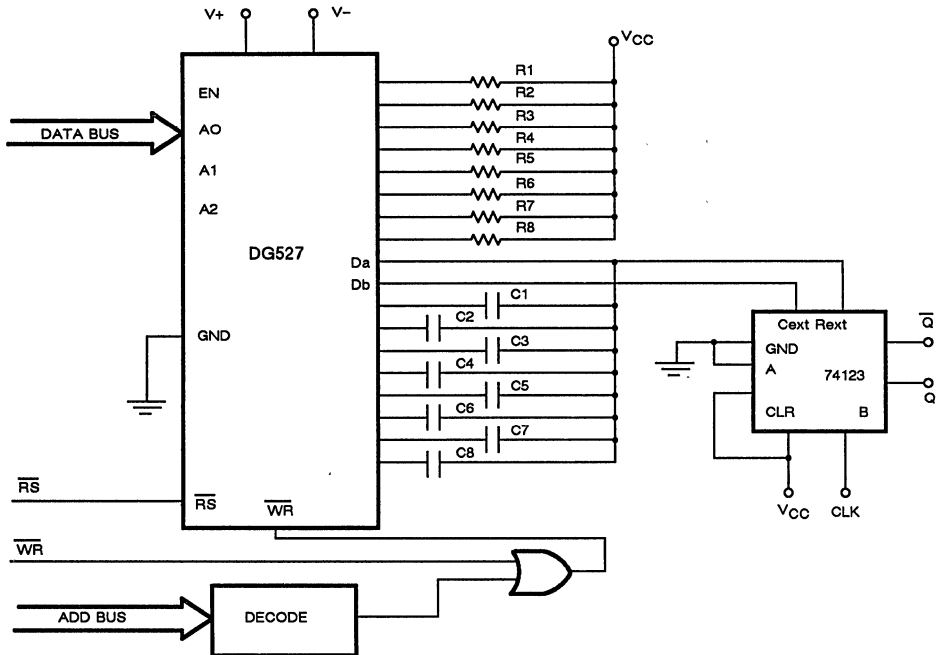 V+
V-
VCC
EN
DATA BUS
AO
A1
A2
DG527
GND
RS
WR
Da
Db
R1
R2
R3
R4
R5
R6
R7
R8
C1
C2
C3
C4
C5
C6
C7
C8
Cext Rext
GND
A
74123
CLR
B
Q
Q
VCC
CLK
RS
WR
ADD BUS
DECODE